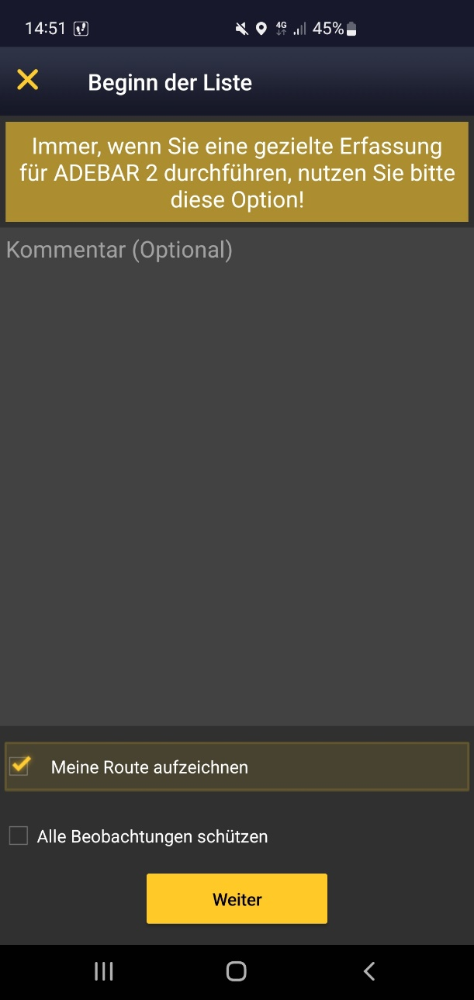 14:51
4G
45%
Beginn der Liste
Immer, wenn Sie eine gezielte Erfassung
für ADEBAR 2 durchführen, nutzen Sie bitte
diese Option!
Kommentar (Optional)
Meine Route aufzeichnen
Alle Beobachtungen schützen
Weiter